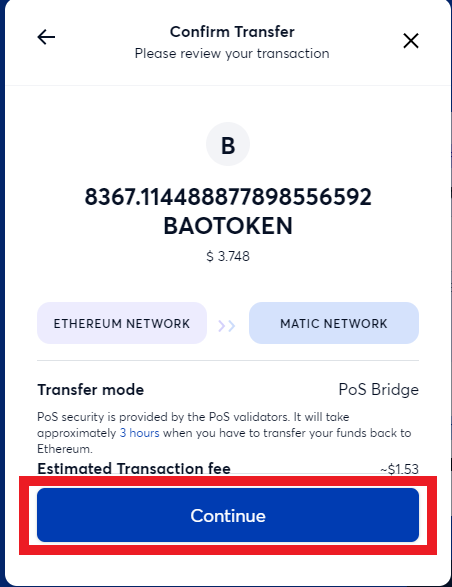 Confirm Transfer
Please review your transaction
B
8367.114488877898556592
BAOTOKEN
$ 3.748
ETHEREUM NETWORK
MATIC NETWORK
Transfer mode PoS Bridge
PoS security is provided by the PoS validators. It will take
approximately 3 hours when you have to transfer your funds back to
Ethereum.
Estimated Transaction fee ~$1.53
Continue